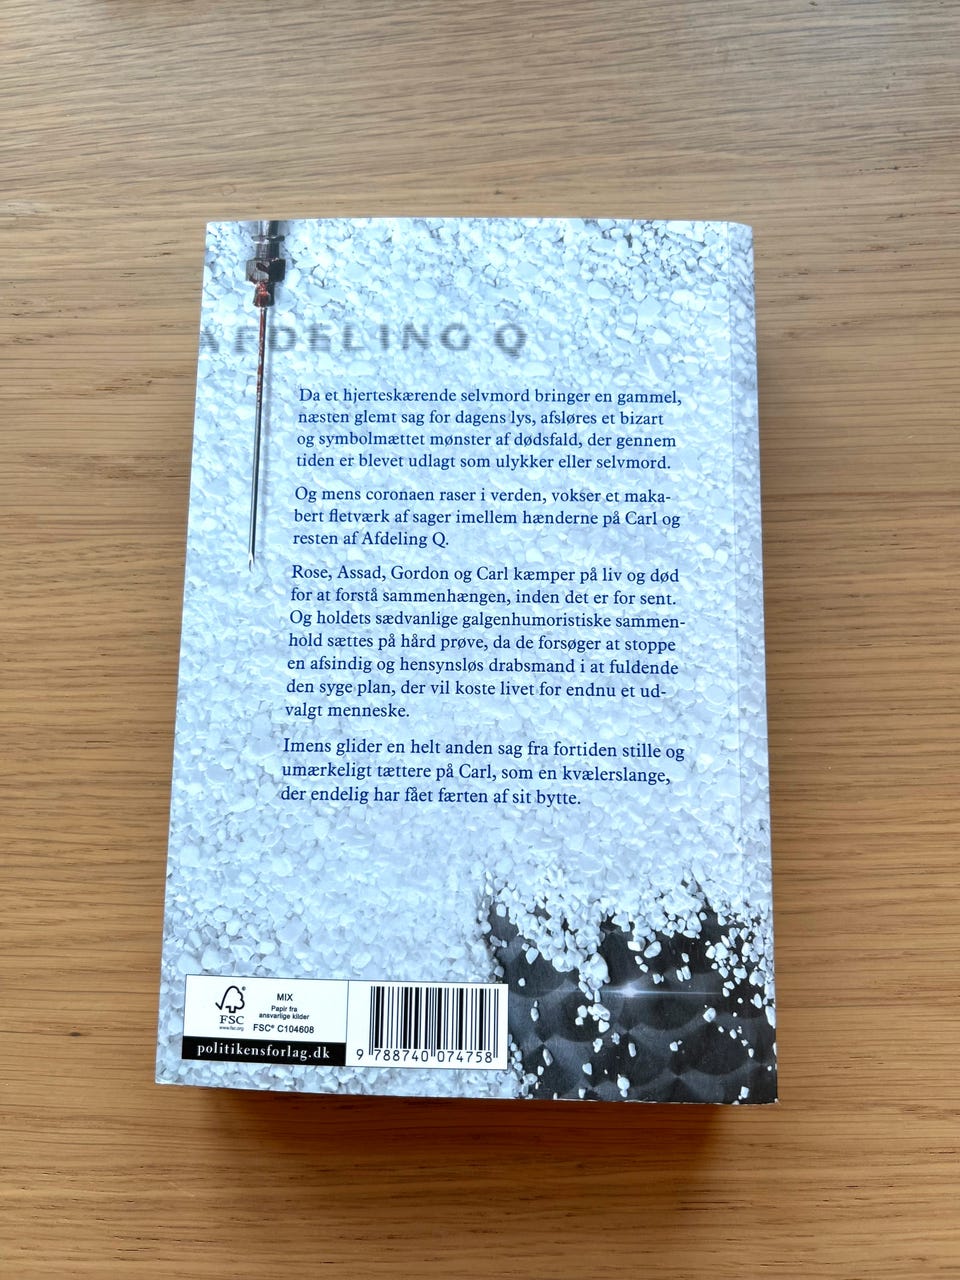 AFDELING Q
Da et hjerteskærende selvmord bringer en gammel,
næsten glemt sag for dagens lys, afsløres et bizart
og symbolmættet mønster af dødsfald, der gennem
tiden er blevet udlagt som ulykker eller selvmord.
Og mens coronaen raser i verden, vokser et maka-
bert fletværk af sager imellem hænderne på Carl og
resten af Afdeling Q.
Rose, Assad, Gordon og Carl kæmper på liv og død
for at forstå sammenhængen, inden det er for sent.
Og holdets sædvanlige galgenhumoristiske sammen-
hold sættes på hård prøve, da de forsøger at stoppe
en afsindig og hensynsløs drabsmand i at fuldende
den syge plan, der vil koste livet for endnu et ud-
valgt menneske.
Imens glider en helt anden sag fra fortiden stille og
umærkeligt tættere på Carl, som en kvælerslange,
der endelig har fået færten af sit bytte.
FSC®
www.fsc.org
MIX
Papir fra
ansvarlige kilder
FSC® C104608
politikensforlag.dk
9 788740 074758